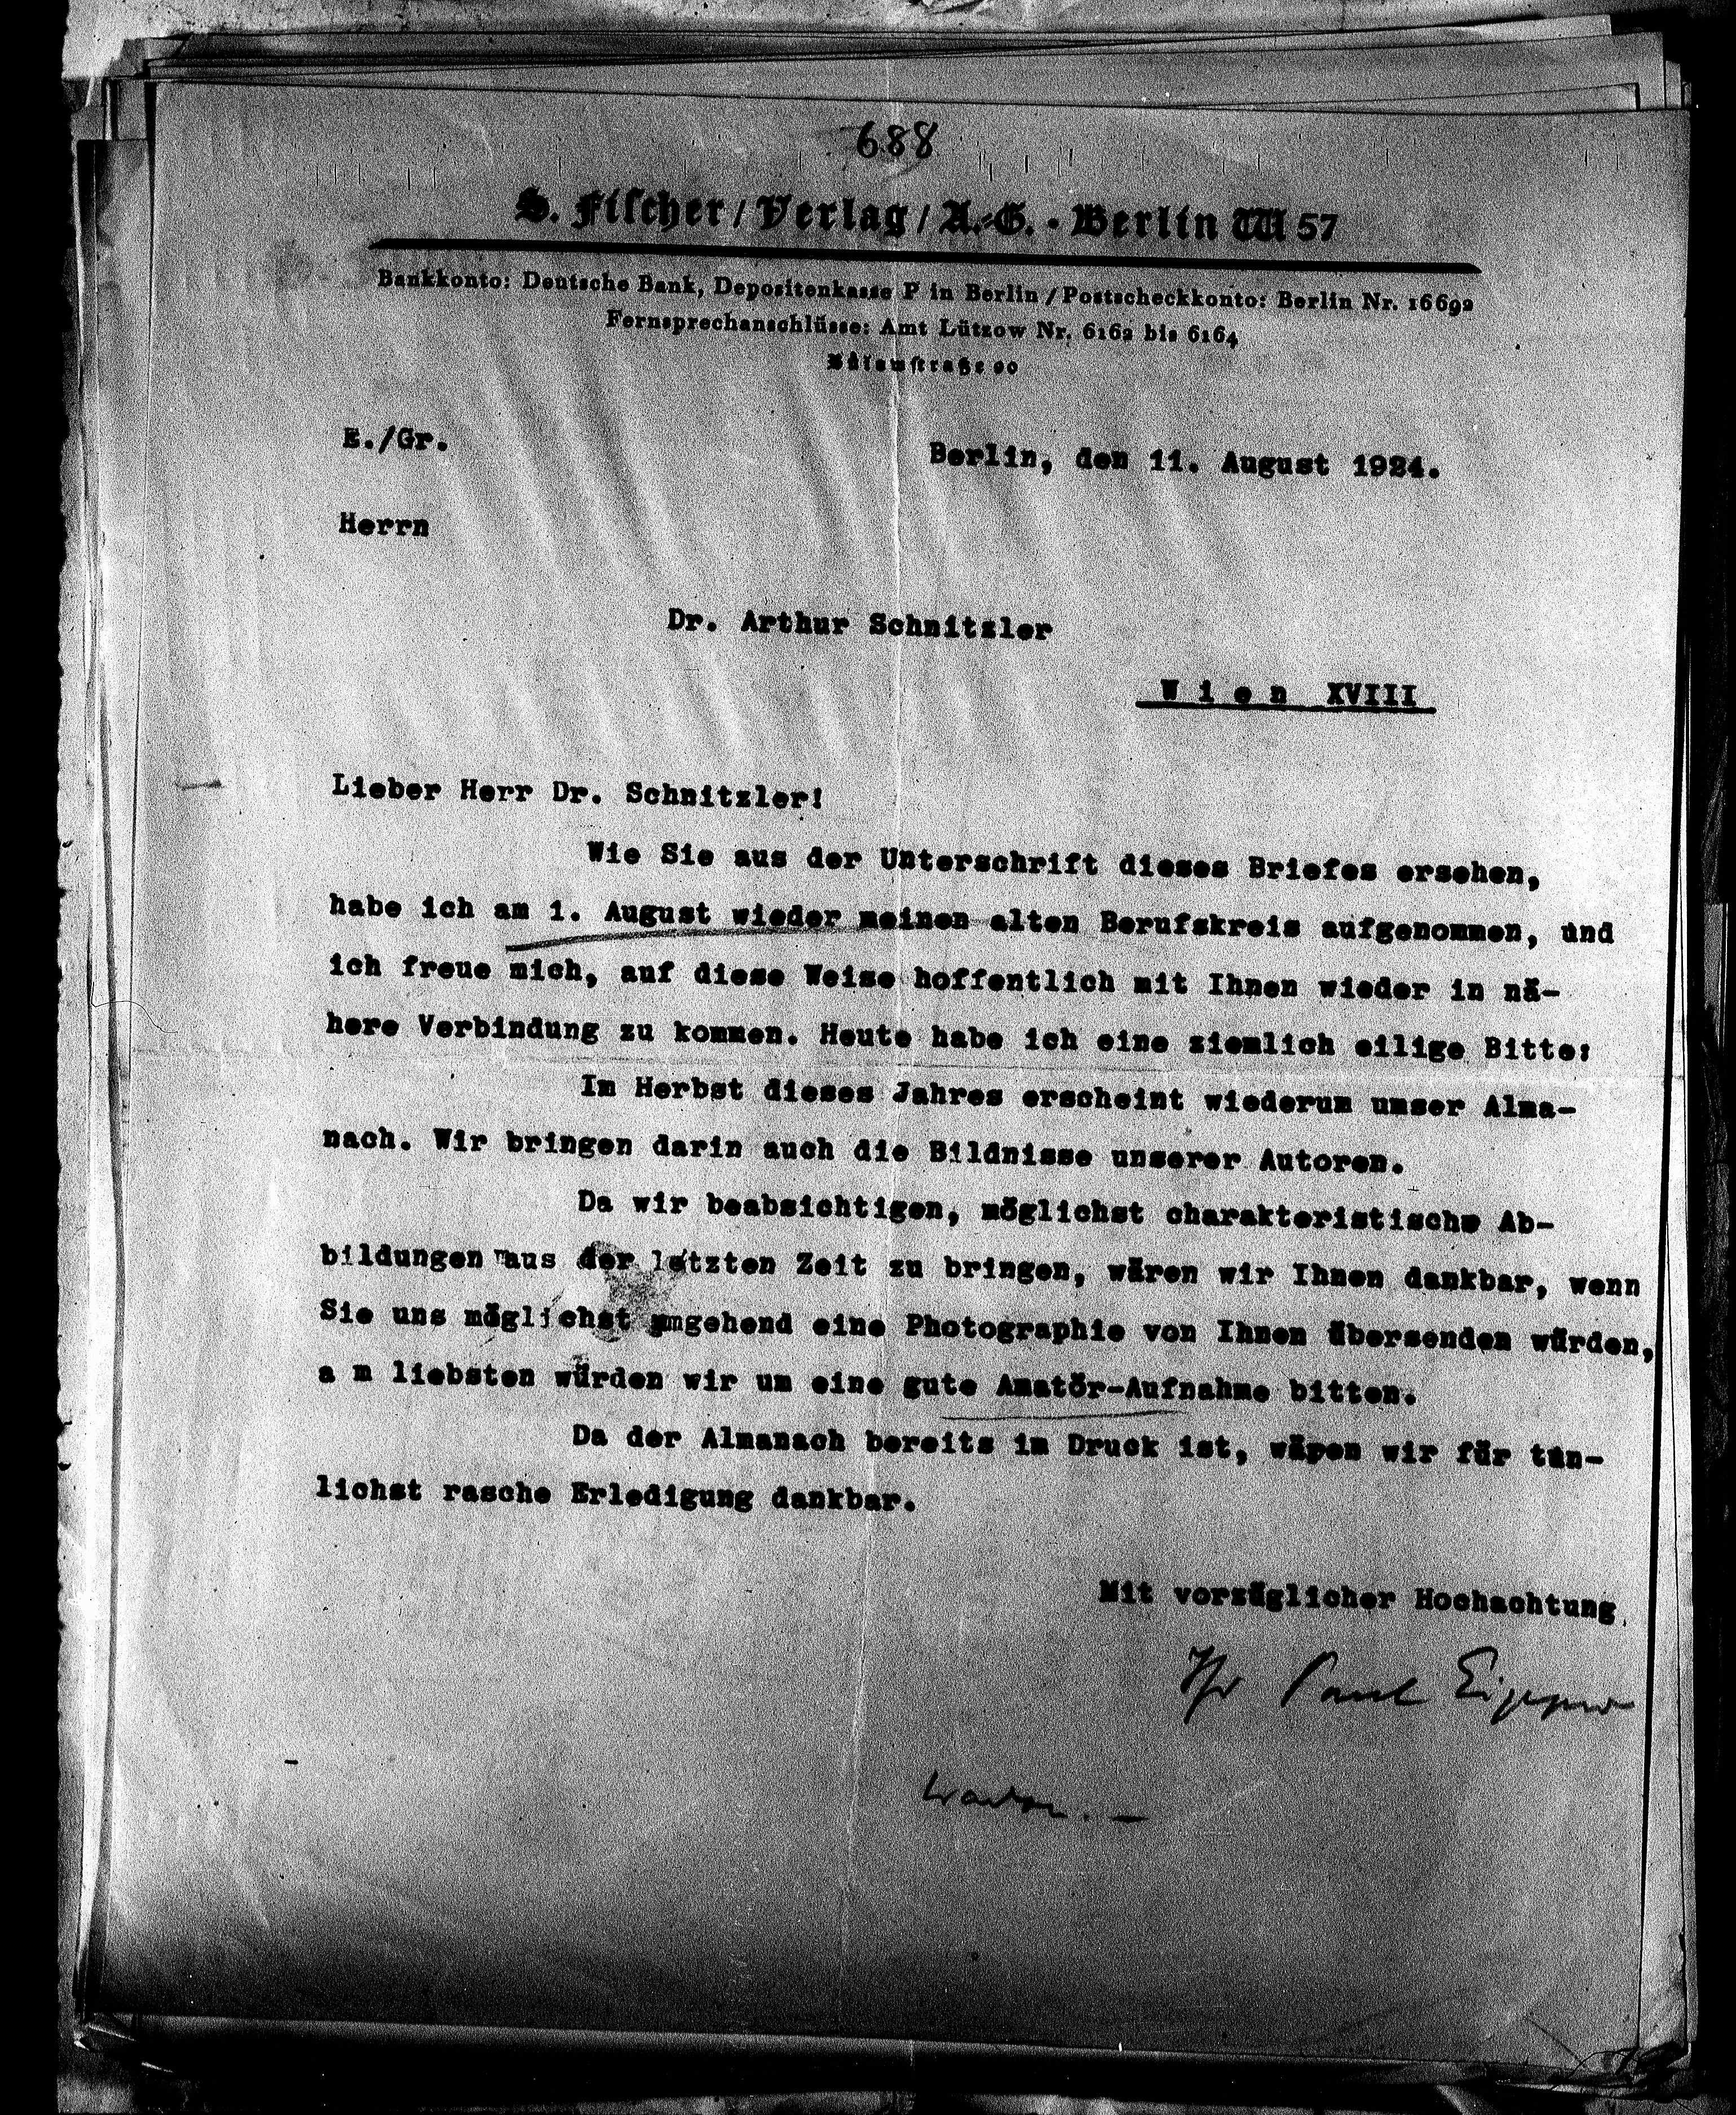 688
S. Fischer / Verlag / A.-G. · Berlin W 57
Bankkonto: Deutsche Bank, Depositenkasse P in Berlin / Postscheckkonto: Berlin Nr. 16692
Fernsprechanschlüsse: Amt Lützow Nr. 6162 bis 6164
Bülowstraße 90
E./Gr.
Berlin, den 11. August 1924.
Herrn
Dr. Arthur Schnitzler
W i e n XVIII
Lieber Herr Dr. Schnitzler!
Wie Sie aus der Unterschrift dieses Briefes ersehen,
habe ich am 1. August wieder meinen alten Berufskreis aufgenommen, und
ich freue mich, auf diese Weise hoffentlich mit Ihnen wieder in nä-
here Verbindung zu kommen. Heute habe ich eine ziemlich eilige Bitte:
Im Herbst dieses Jahres erscheint wiederum unser Alma-
nach. Wir bringen darin auch die Bildnisse unserer Autoren.
Da wir beabsichtigen, möglichst charakteristische Ab-
bildungen aus der letzten Zeit zu bringen, wären wir Ihnen dankbar, wenn
Sie uns möglichst umgehend eine Photographie von Ihnen übersenden würden,
a m liebsten würden wir um eine gute Amatör-Aufnahme bitten.
Da der Almanach bereits im Druck ist, wären wir für tun-
lichst rasche Erledigung dankbar.
Mit vorzüglicher Hochachtung
Ihr Paul Eipper